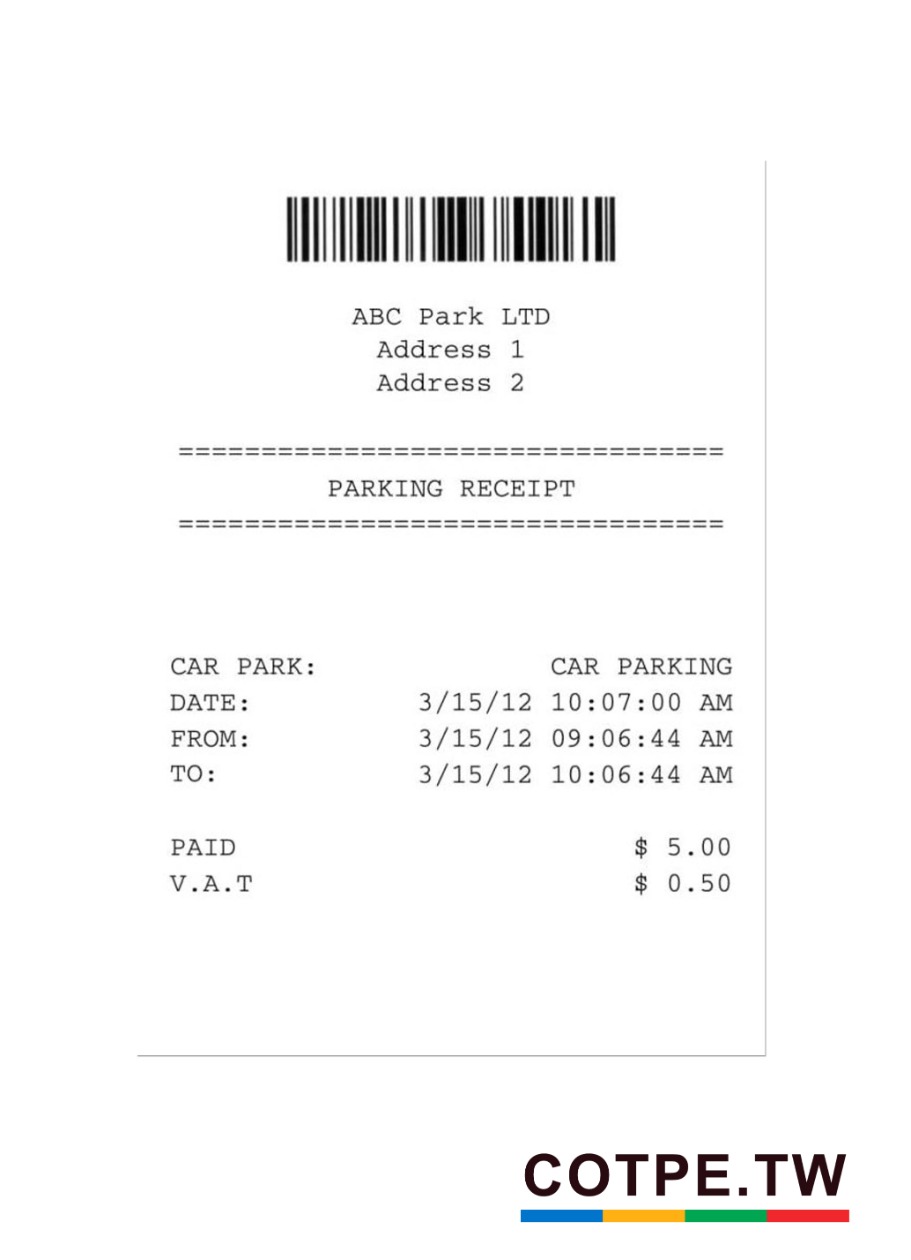 ABC Park LTD
Address 1
Address 2
=================================
PARKING RECEIPT
=================================
CAR PARK: CAR PARKING
DATE: 3/15/12 10:07:00 AM
FROM: 3/15/12 09:06:44 AM
TO: 3/15/12 10:06:44 AM
PAID $ 5.00
V.A.T $ 0.50
COTPE.TW